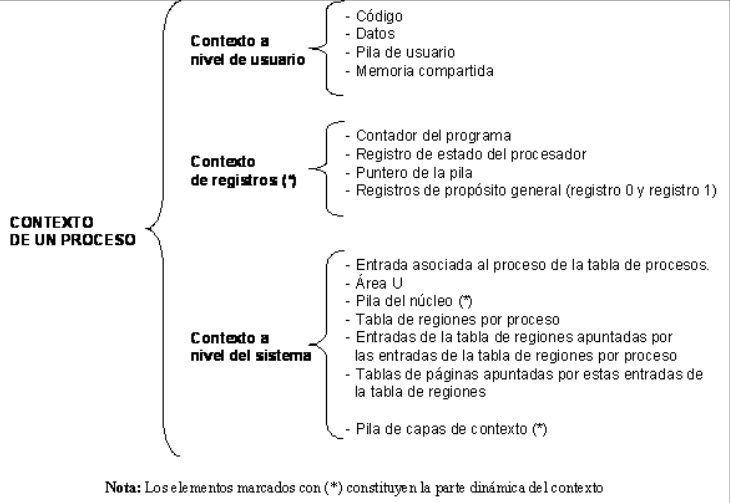 Contexto a
nivel de usuario
- Código
- Datos
- Pila de usuario
- Memoria compartida
Contexto
de registros (*)
- Contador del programa
- Registro de estado del procesador
- Puntero de la pila
- Registros de propósito general (registro 0 y registro 1)
CONTEXTO
DE UN PROCESO
Contexto a
nivel del sistema
- Entrada asociada al proceso de la tabla de procesos.
- Área U
- Pila del núcleo (*)
- Tabla de regiones por proceso
- Entradas de la tabla de regiones apuntadas por
las entradas de la tabla de regiones por proceso
- Tablas de páginas apuntadas por estas entradas de
la tabla de regiones
- Pila de capas de contexto (*)
Nota: Los elementos marcados con (*) constituyen la parte dinámica del contexto